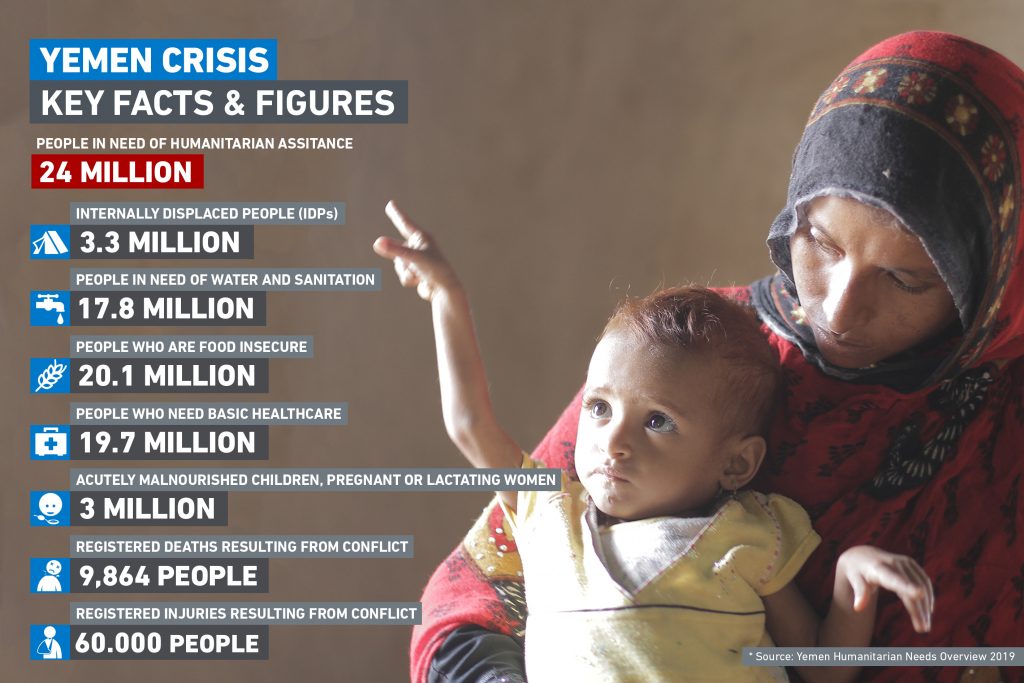 YEMEN CRISIS
KEY FACTS & FIGURES
PEOPLE IN NEED OF HUMANITARIAN ASSITANCE
24 MILLION
INTERNALLY DISPLACED PEOPLE (IDPs)
3.3 MILLION
PEOPLE IN NEED OF WATER AND SANITATION
17.8 MILLION
PEOPLE WHO ARE FOOD INSECURE
20.1 MILLION
PEOPLE WHO NEED BASIC HEALTHCARE
19.7 MILLION
ACUTELY MALNOURISHED CHILDREN, PREGNANT OR LACTATING WOMEN
3 MILLION
REGISTERED DEATHS RESULTING FROM CONFLICT
9,864 PEOPLE
REGISTERED INJURIES RESULTING FROM CONFLICT
60.000 PEOPLE
* Source: Yemen Humanitarian Needs Overview 2019